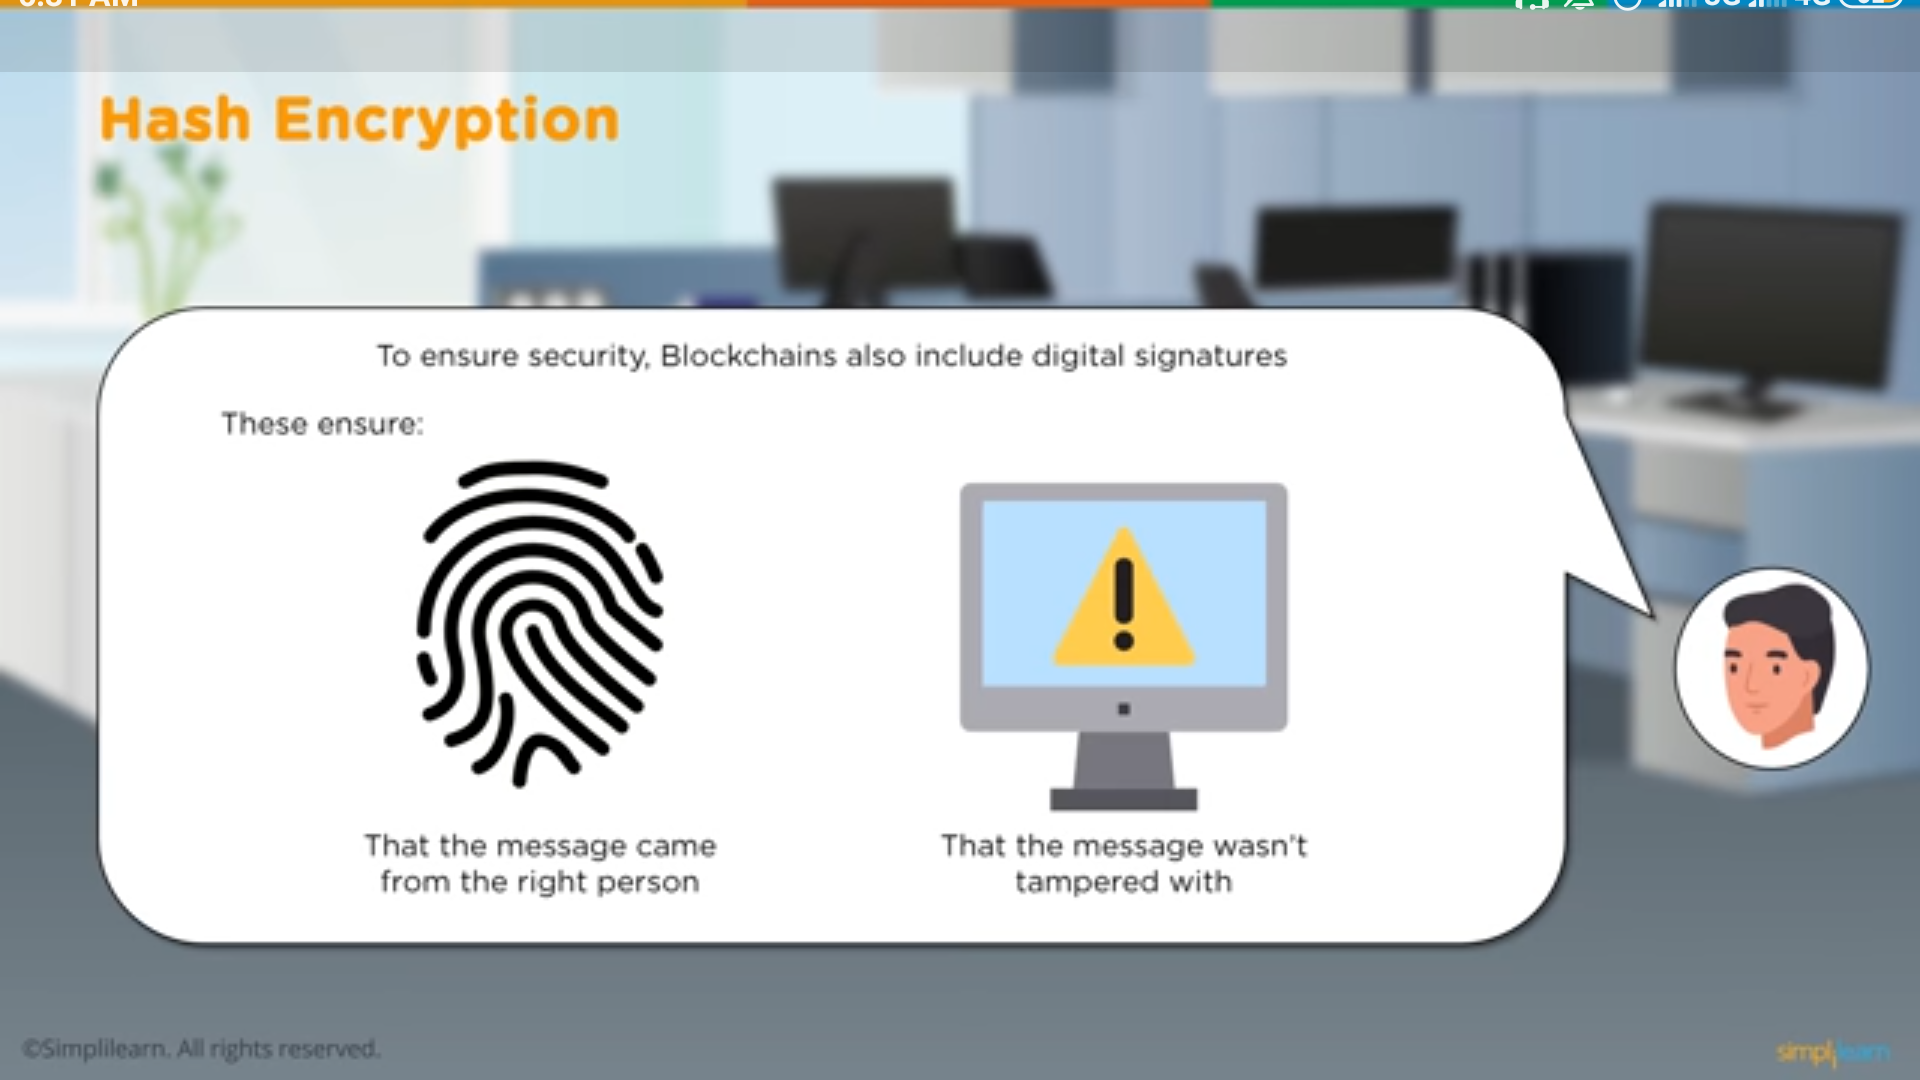 Hash Encryption
To ensure security, Blockchains also include digital signatures
These ensure:
That the message came
from the right person
That the message wasn't
tampered with
©Simplilearn. All rights reserved.
simplilearn